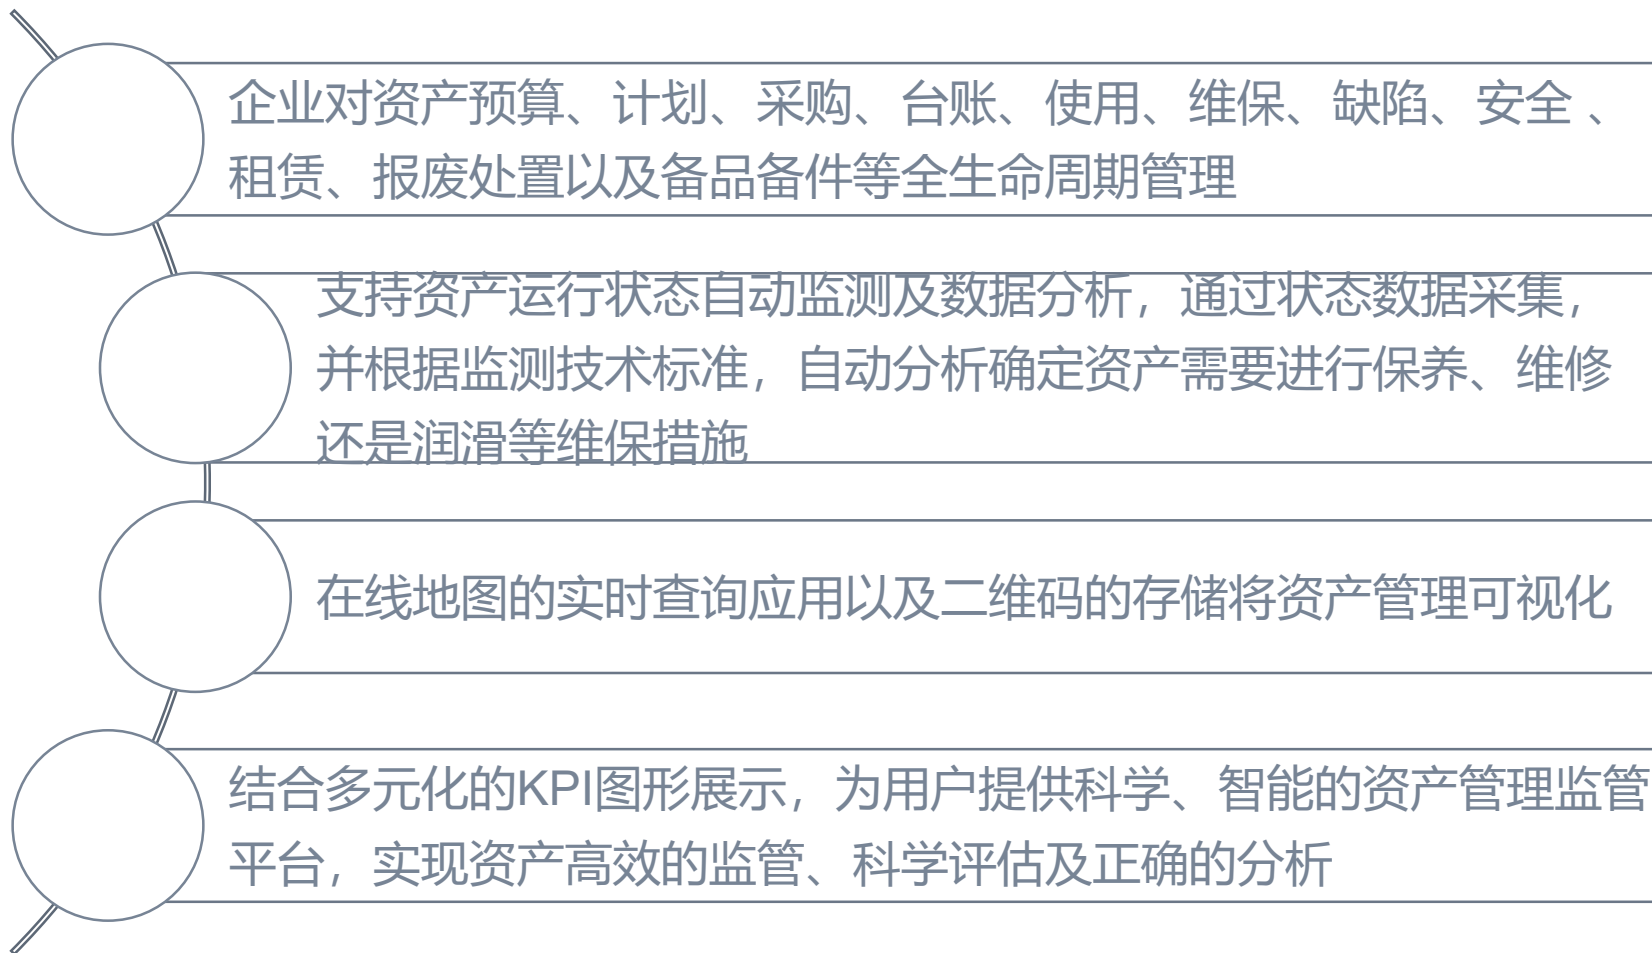 企业对资产预算、计划、采购、台账、使用、维保、缺陷、安全 、
租赁、报废处置以及备品备件等全生命周期管理
支持资产运行状态自动监测及数据分析，通过状态数据采集，
并根据监测技术标准，自动分析确定资产需要进行保养、维修
还是润滑等维保措施
在线地图的实时查询应用以及二维码的存储将资产管理可视化
结合多元化的KPI图形展示，为用户提供科学、智能的资产管理监管
平台，实现资产高效的监管、科学评估及正确的分析